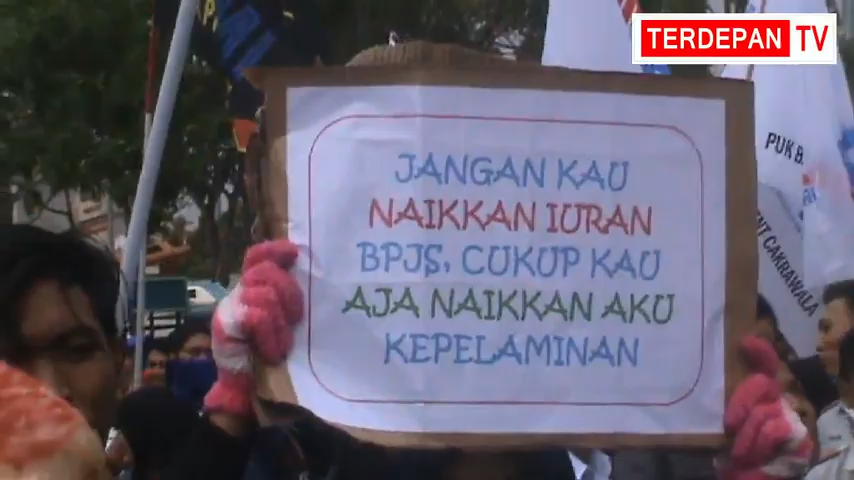 TERDEPAN TV
JANGAN KAU
NAIKKAN IURAN
BPJS, CUKUP KAU
AJA NAIKKAN AKU
KEPELAMINAN
PUK B.
CAKRAWALA